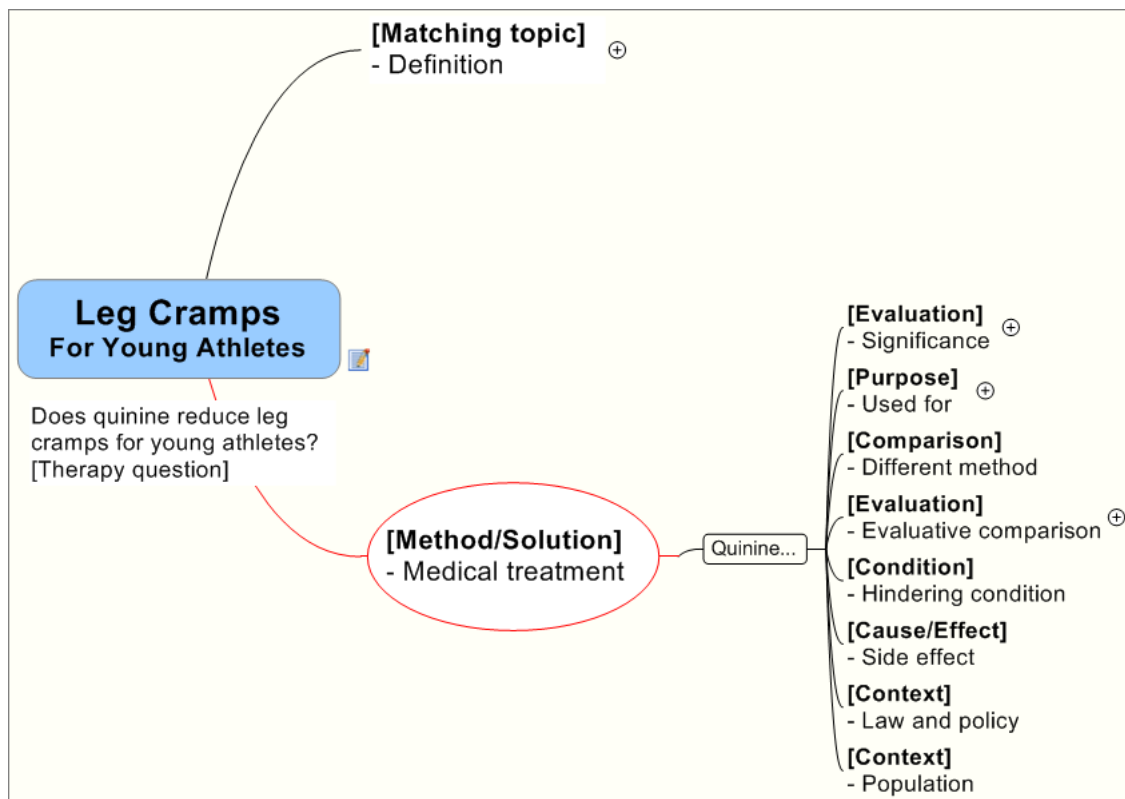 [Matching topic]
- Definition
Leg Cramps
For Young Athletes
Does quinine reduce leg
cramps for young athletes?
[Therapy question]
[Method/Solution]
- Medical treatment
Quinine...
[Evaluation]
- Significance
[Purpose]
- Used for
[Comparison]
- Different method
[Evaluation]
- Evaluative comparison
[Condition]
- Hindering condition
[Cause/Effect]
- Side effect
[Context]
- Law and policy
[Context]
- Population